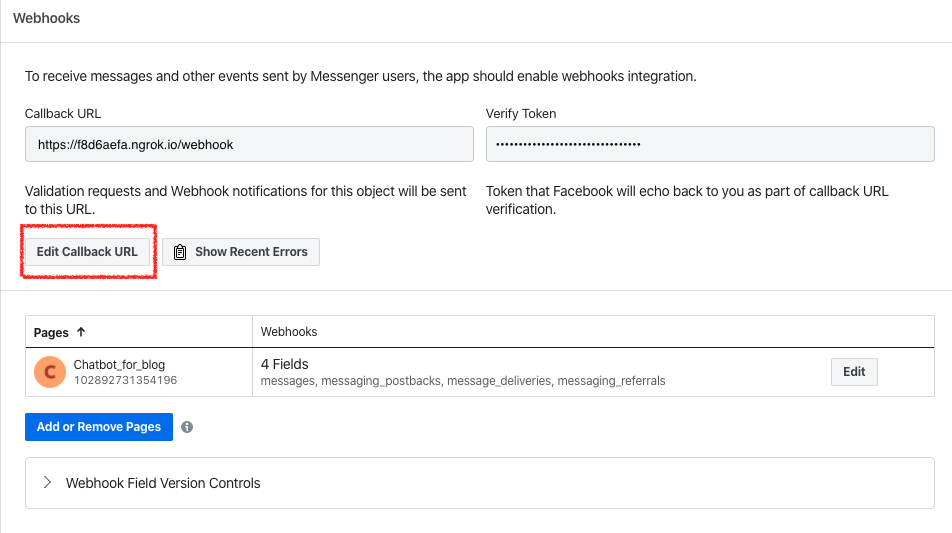 Webhooks
To receive messages and other events sent by Messenger users, the app should enable webhooks integration.
Callback URL
Verify Token
https://f8d6aefa.ngrok.io/webhook
••••••••••••••••••••••••••••••••
Validation requests and Webhook notifications for this object will be sent
to this URL.
Token that Facebook will echo back to you as part of callback URL
verification.
Edit Callback URL
Show Recent Errors
Pages ↑
Webhooks
C
Chatbot_for_blog
102892731354196
4 Fields
messages, messaging_postbacks, message_deliveries, messaging_referrals
Edit
Add or Remove Pages
Webhook Field Version Controls